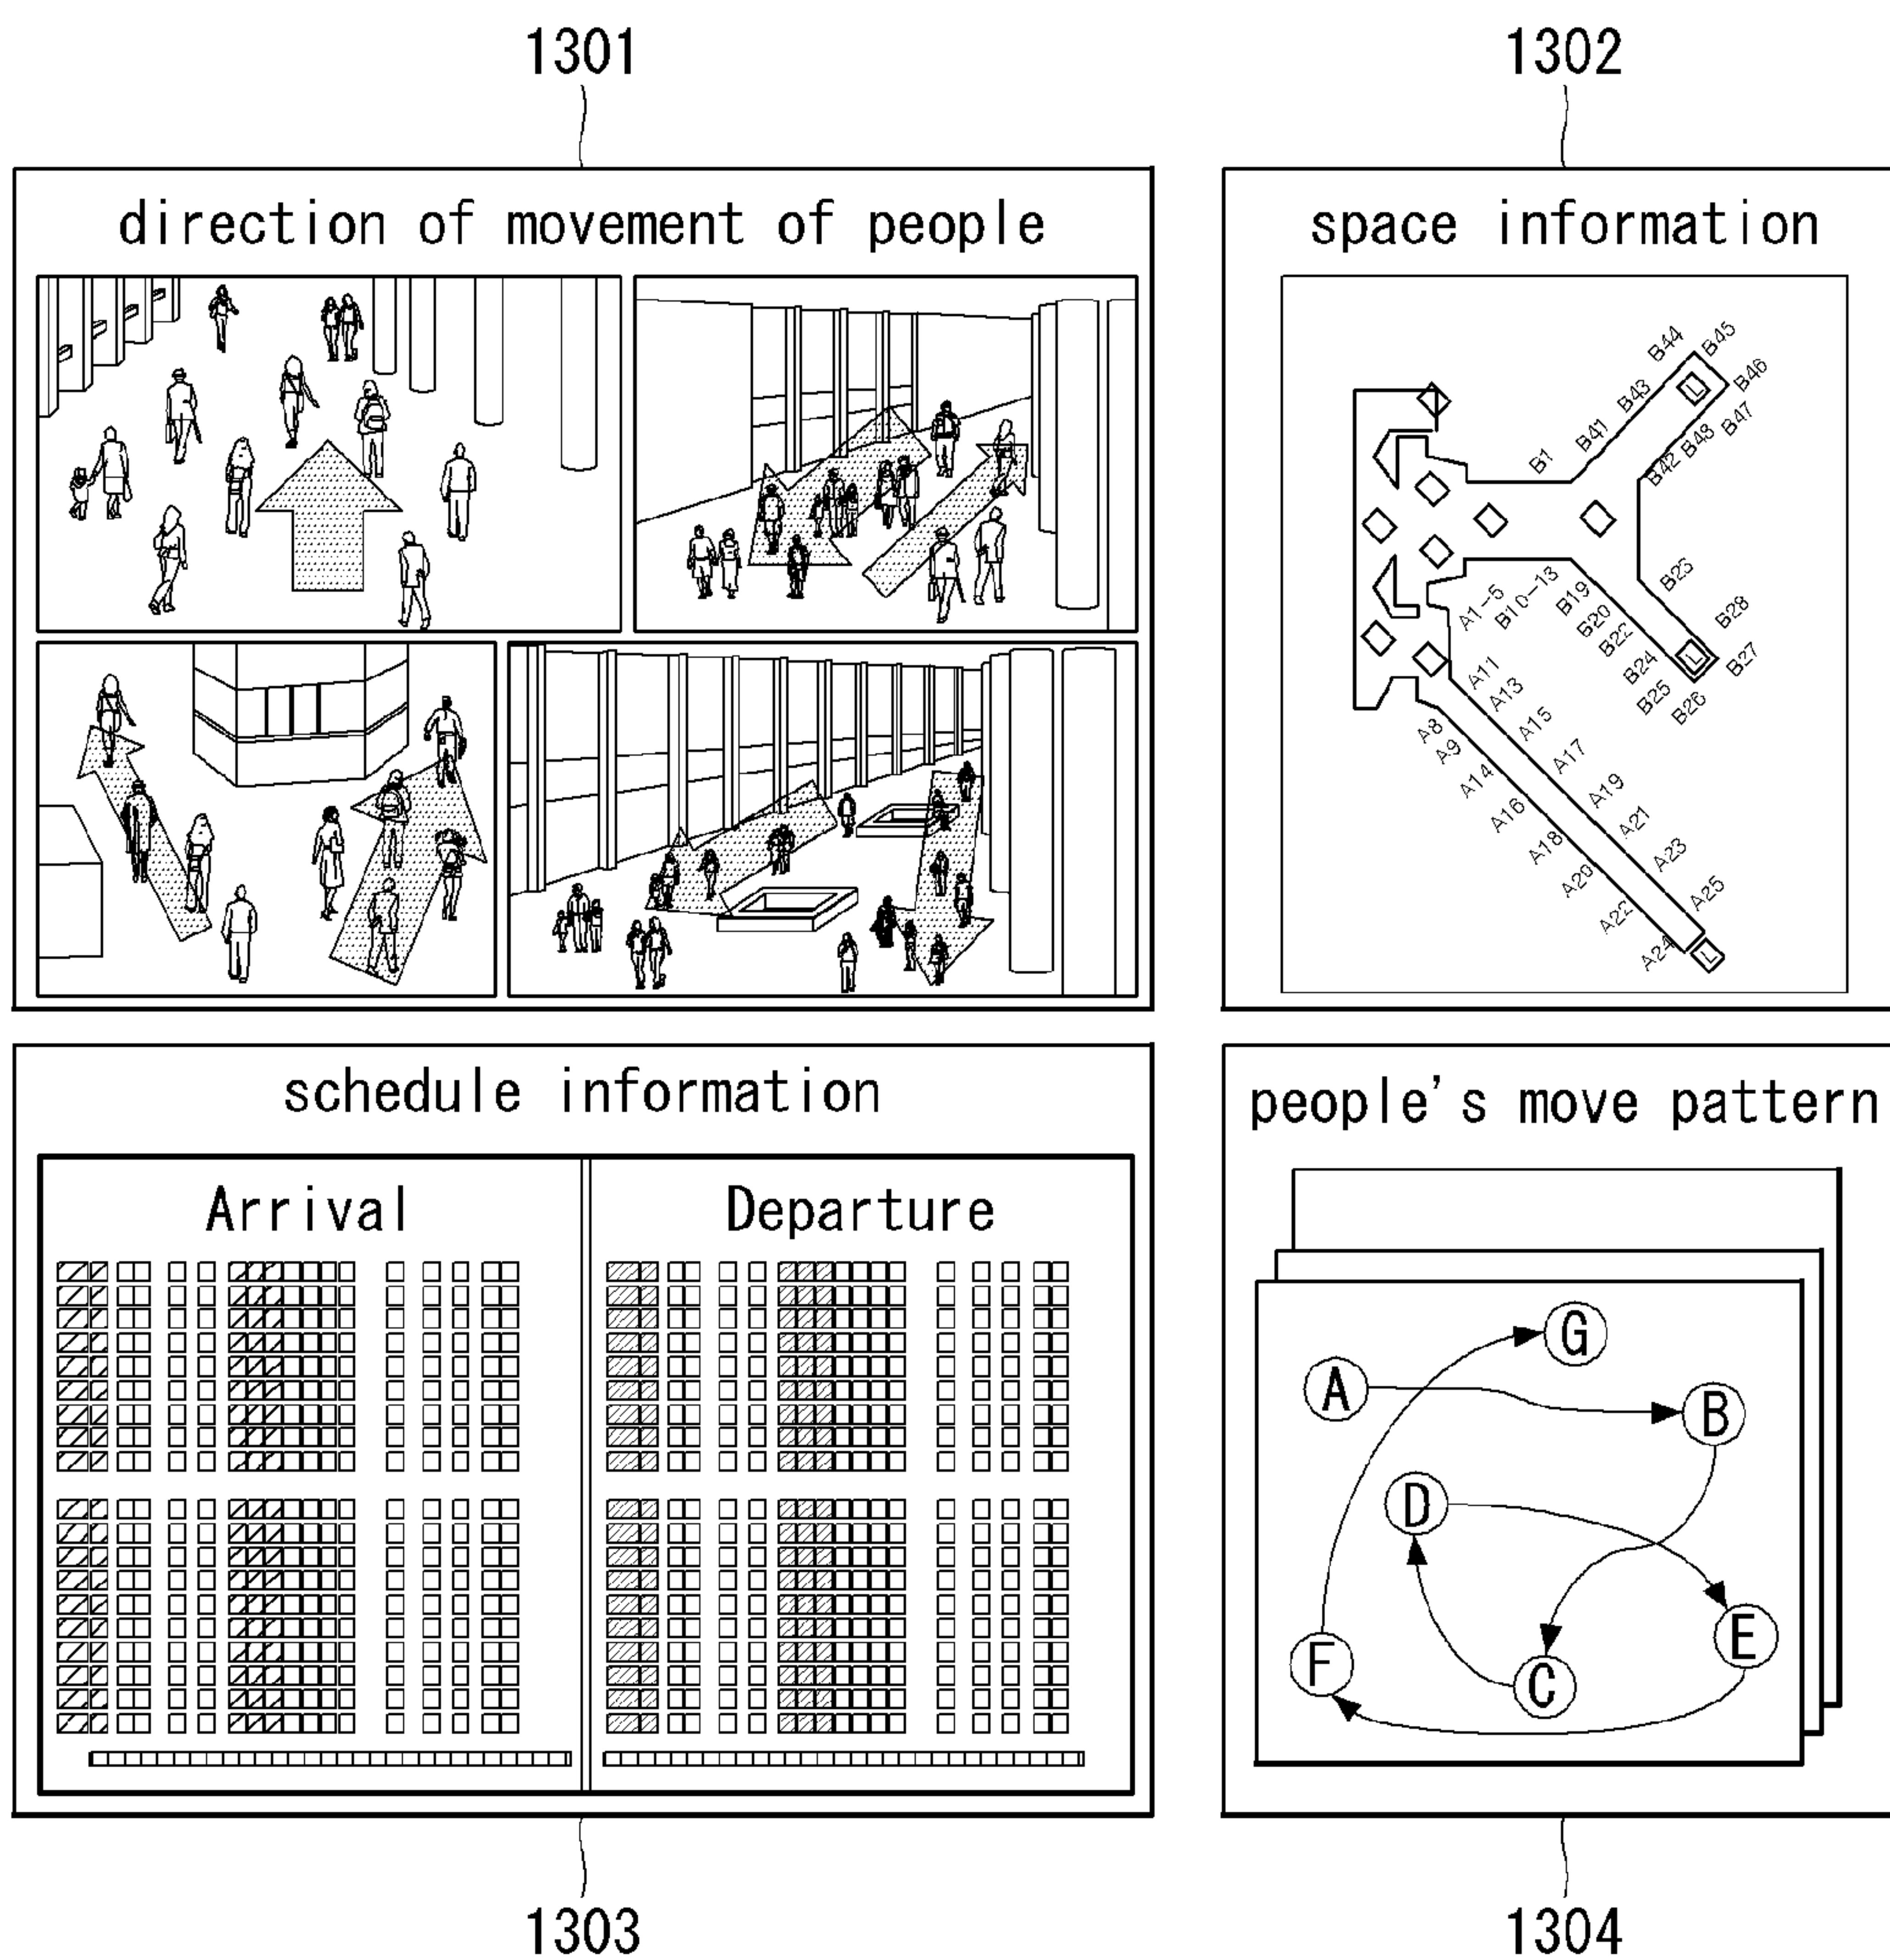 1301
1302
direction of movement of people
space information
B44
B45
B46
B43
B47
B41
B48
B1
B42
B23
A1-5
B10-13
B19
B20
B22
B28
B24
B27
B25
B26
A11
A13
A8
A15
A9
A17
A14
A19
A16
A21
A18
A23
A20
A25
A22
A24
L
L
L
schedule information
people's move pattern
Arrival
Departure
G
A
B
D
E
F
C
1303
1304